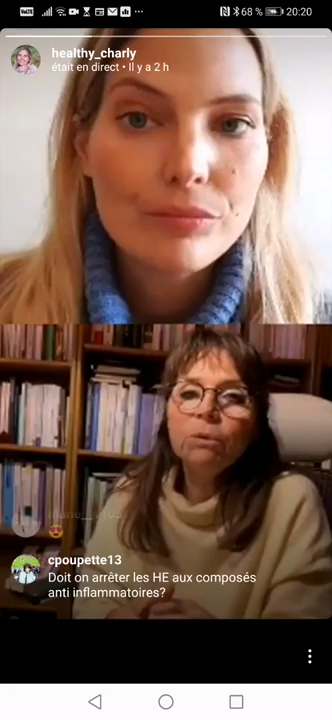 68 % 20:20
healthy_charly
était en direct • Il y a 2 h
cpoupette13
Doit on arrêter les HE aux composés
anti inflammatoires?